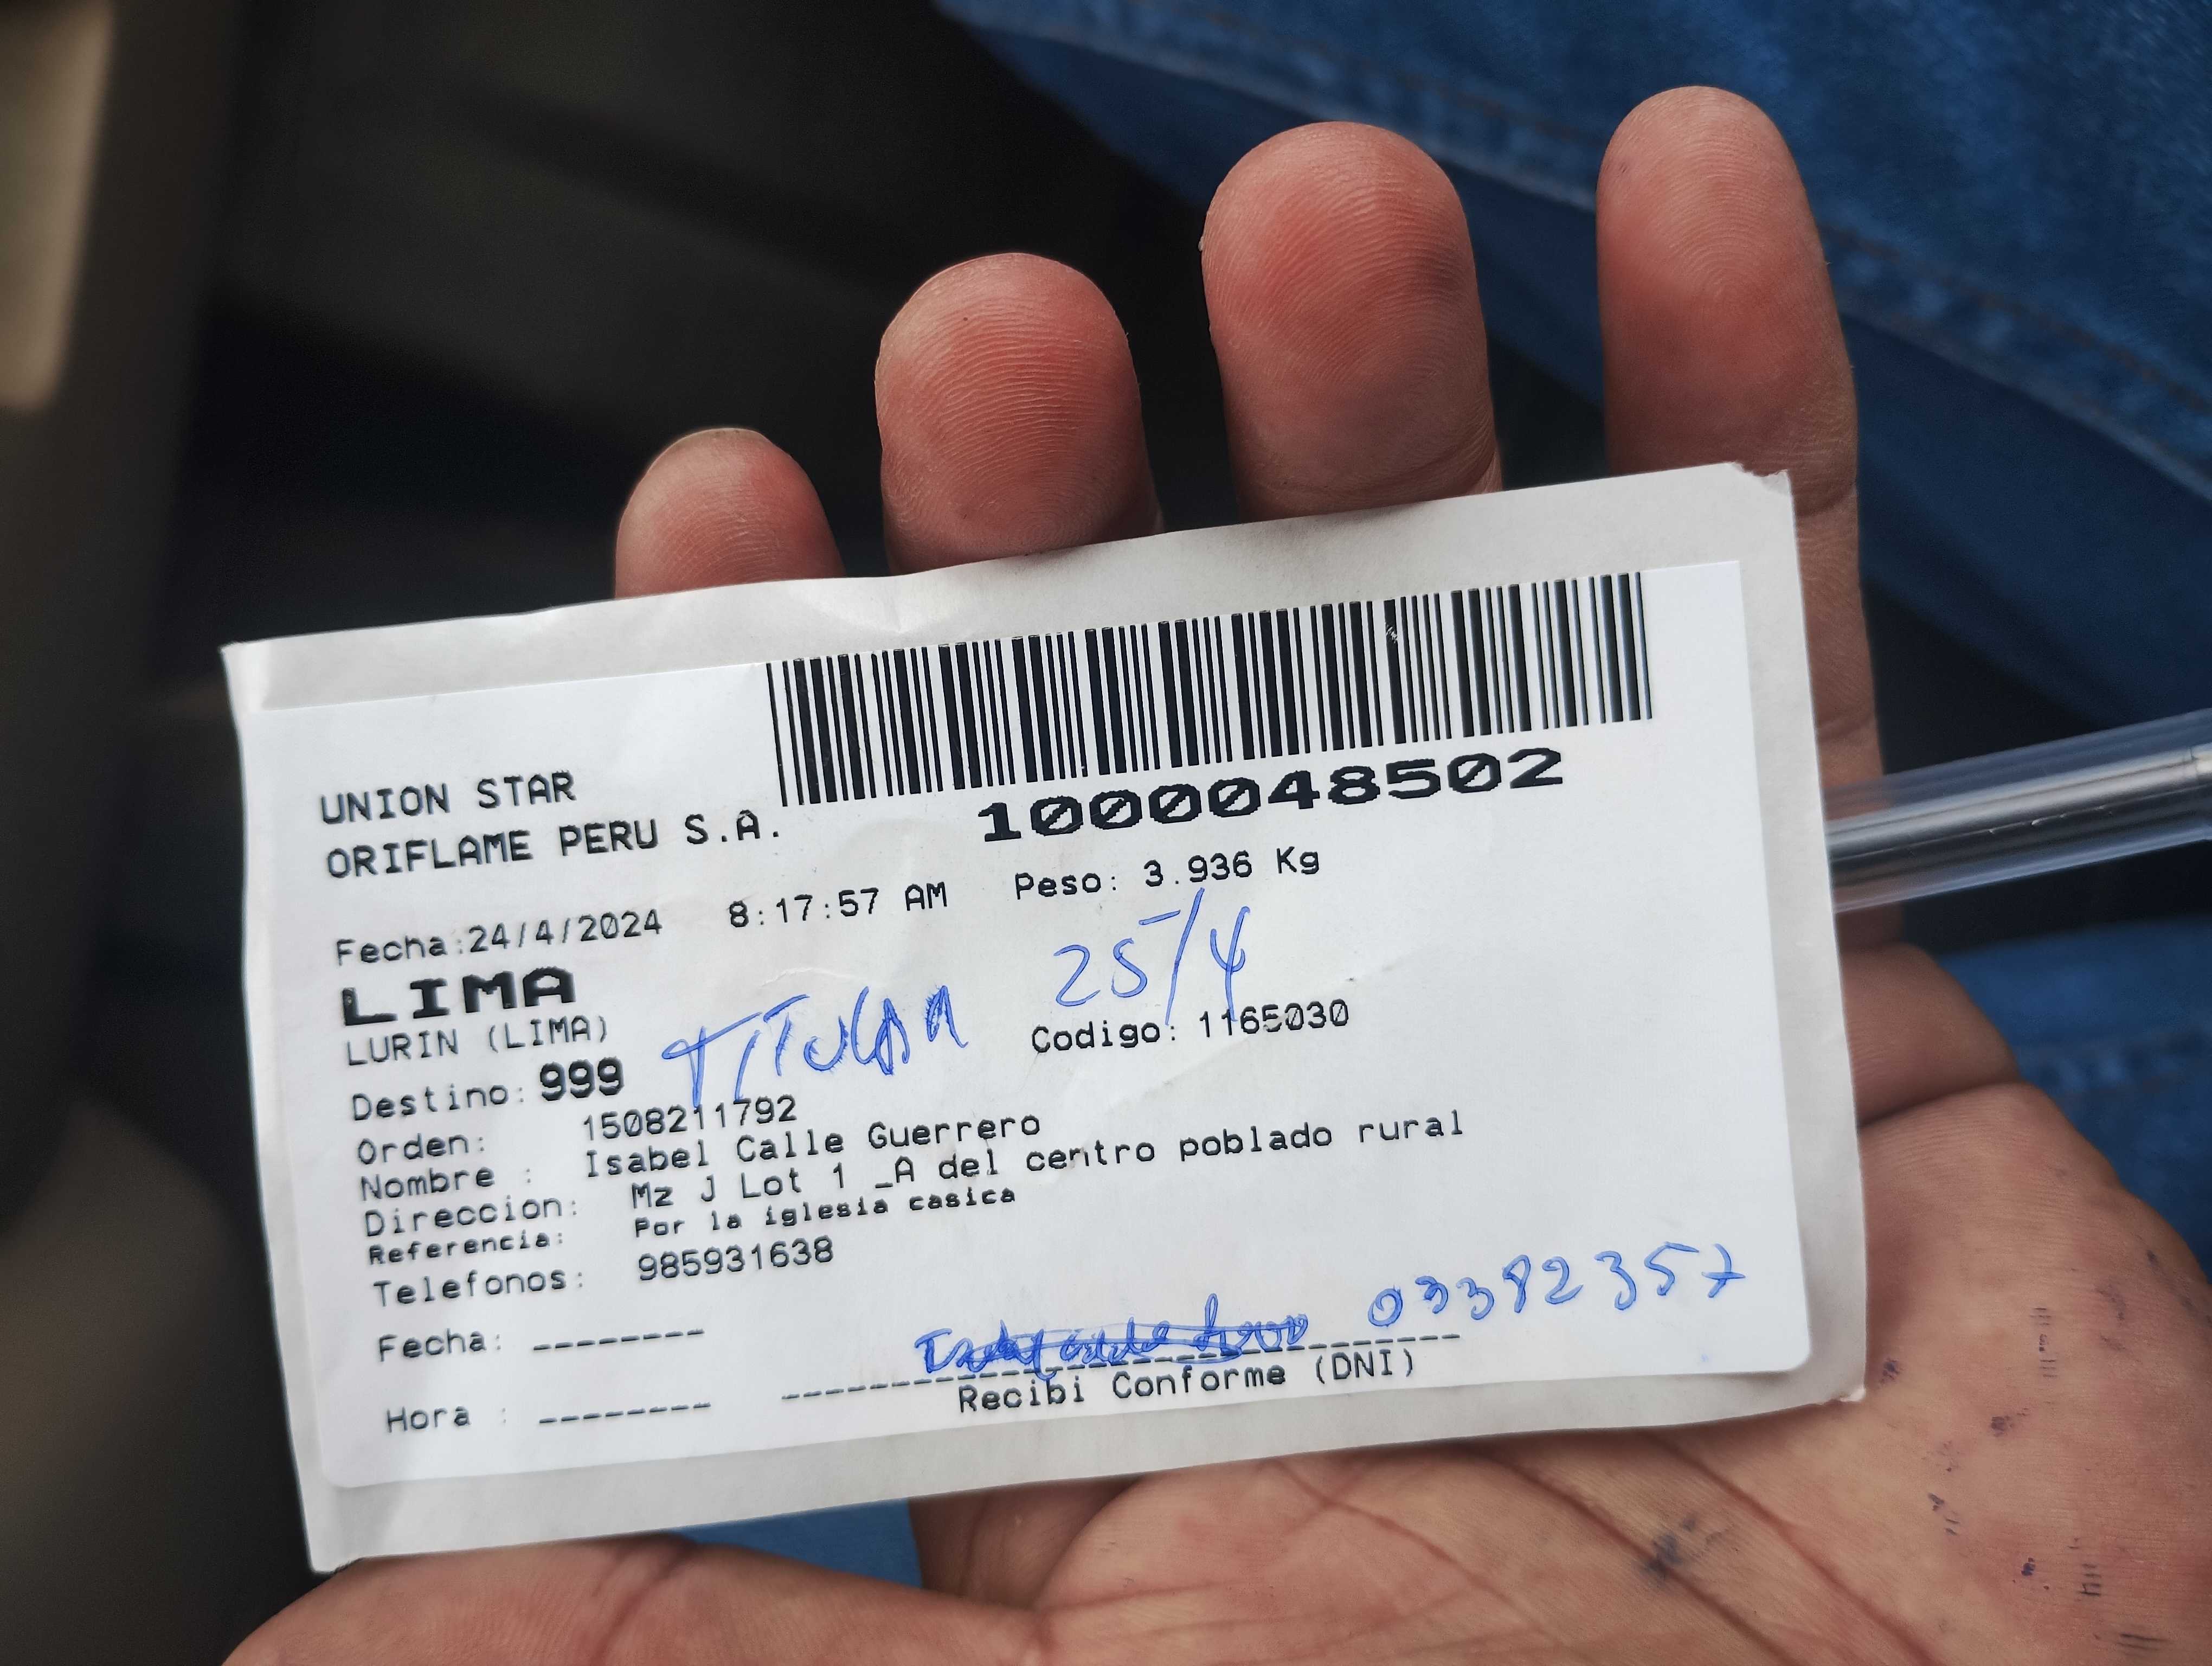 1000048502
UNION STAR
ORIFLAME PERU S.A.
Fecha:24/4/2024 8:17:57 AM Peso: 3.936 Kg
LIMA 25/4
LURIN (LIMA) TITULAR Codigo: 1165030
Destino: 999
Orden: 1508211792
Nombre : Isabel Calle Guerrero
Direccion: Mz J Lot 1 _A del centro poblado rural
Referencia: Por la iglesia casica
Telefonos: 985931638
Fecha: -------- 03382357
Hora : -------- Recibi Conforme (DNI)